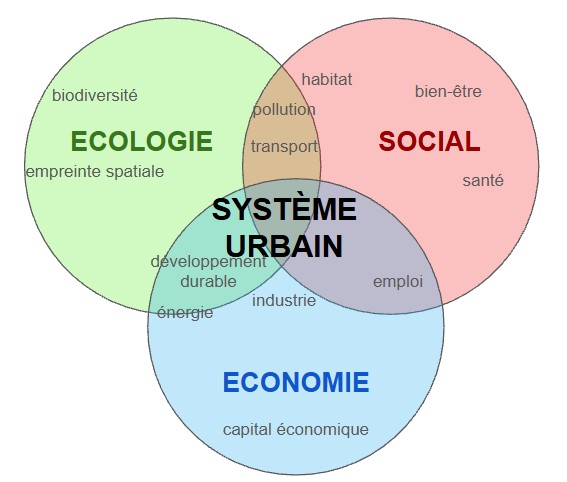 habitat
biodiversité
bien-être
pollution
ECOLOGIE
transport
SOCIAL
empreinte spatiale
santé
SYSTÈME
URBAIN
développement
durable
emploi
industrie
énergie
ECONOMIE
capital économique